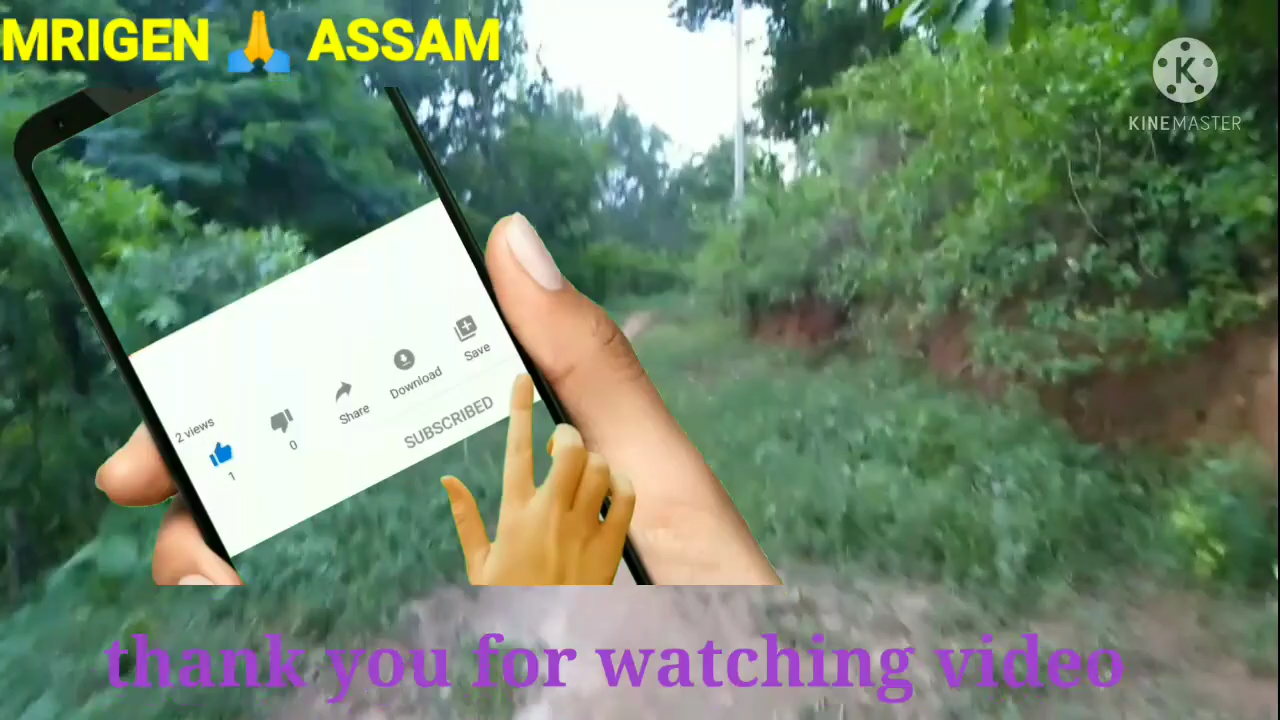 MRIGEN 🙏 ASSAM
KINEMASTER
2 views
1
0
Share
Download
Save
SUBSCRIBED
thank you for watching video